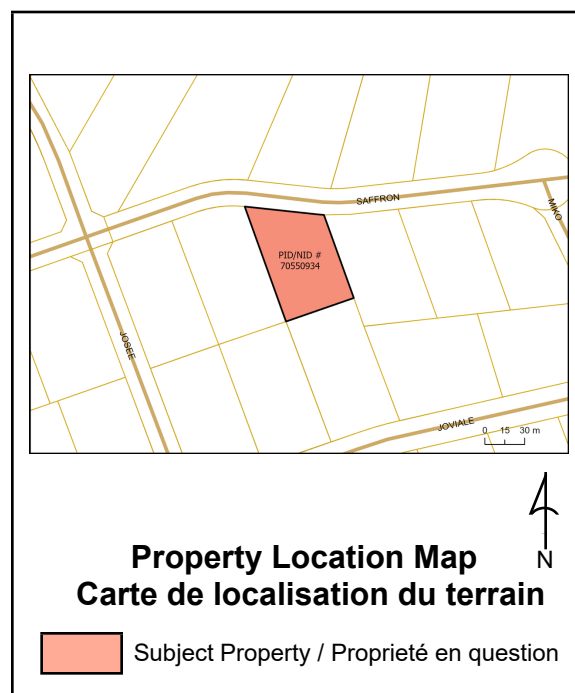 SAFFRON
MIKO
PID/NID #
70550934
JOSEE
JOVIALE
0 15 30 m
N
Property Location Map
Carte de localisation du terrain
Subject Property / Proprieté en question